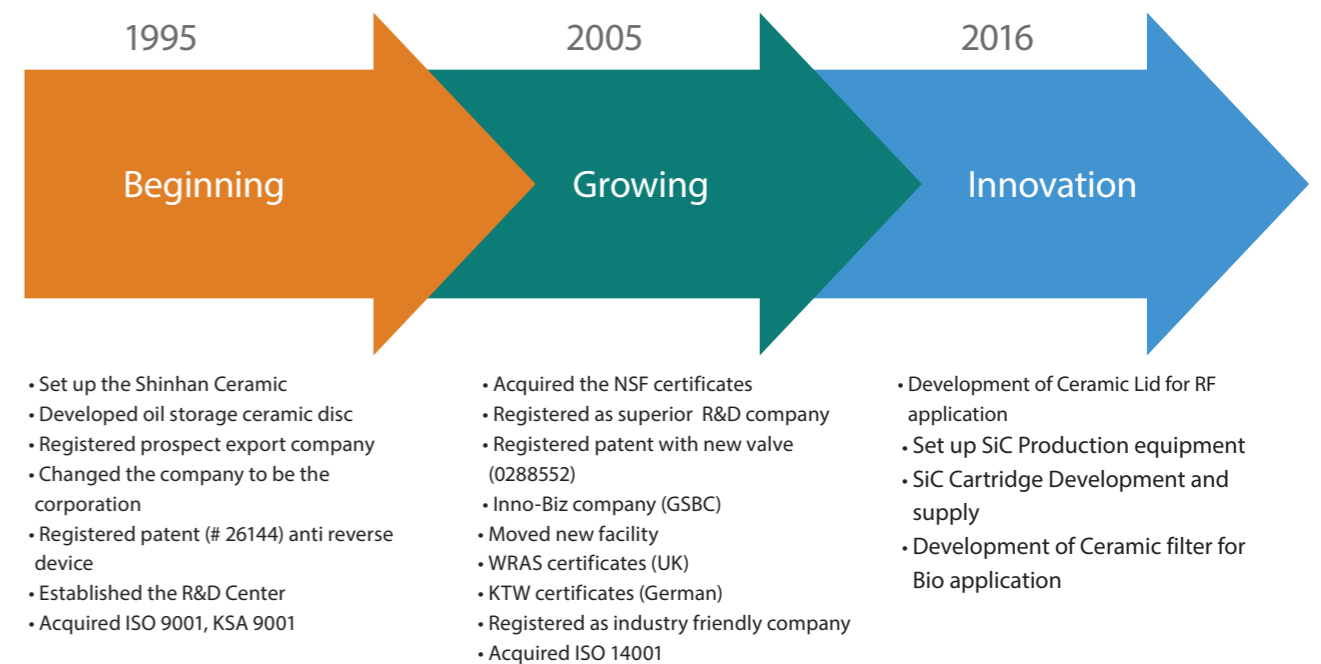 1995
Beginning
• Set up the Shinhan Ceramic
• Developed oil storage ceramic disc
• Registered prospect export company
• Changed the company to be the
corporation
• Registered patent (# 26144) anti reverse
device
• Established the R&D Center
• Acquired ISO 9001, KSA 9001
2005
Growing
• Acquired the NSF certificates
• Registered as superior R&D company
• Registered patent with new valve
(0288552)
• Inno-Biz company (GSBC)
• Moved new facility
• WRAS certificates (UK)
• KTW certificates (German)
• Registered as industry friendly company
• Acquired ISO 14001
2016
Innovation
• Development of Ceramic Lid for RF
application
• Set up SiC Production equipment
• SiC Cartridge Development and
supply
• Development of Ceramic filter for
Bio application